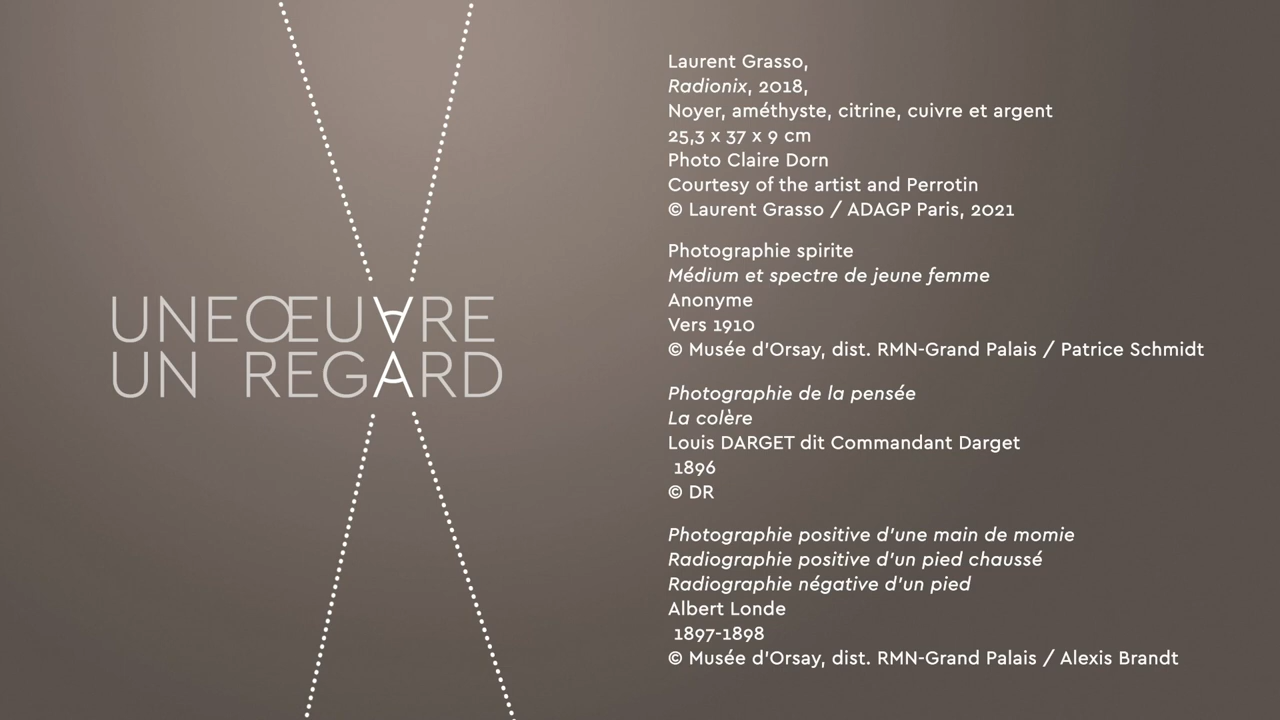 UNEŒUVRE
UN REGARD
Laurent Grasso,
Radionix, 2018,
Noyer, améthyste, citrine, cuivre et argent
25,3 x 37 x 9 cm
Photo Claire Dorn
Courtesy of the artist and Perrotin
© Laurent Grasso / ADAGP Paris, 2021
Photographie spirite
Médium et spectre de jeune femme
Anonyme
Vers 1910
© Musée d’Orsay, dist. RMN-Grand Palais / Patrice Schmidt
Photographie de la pensée
La colère
Louis DARGET dit Commandant Darget
1896
© DR
Photographie positive d’une main de momie
Radiographie positive d’un pied chaussé
Radiographie négative d’un pied
Albert Londe
1897-1898
© Musée d’Orsay, dist. RMN-Grand Palais / Alexis Brandt